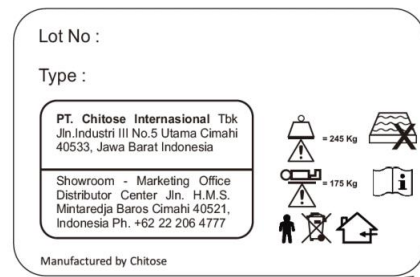 Lot No :
Type :
PT. Chitose Internasional Tbk
Jln.Industri III No.5 Utama Cimahi
40533, Jawa Barat Indonesia
Showroom - Marketing Office
Distributor Center Jln. H.M.S.
Mintaredja Baros Cimahi 40521,
Indonesia Ph. +62 22 206 4777
= 245 Kg
= 175 Kg
Manufactured by Chitose